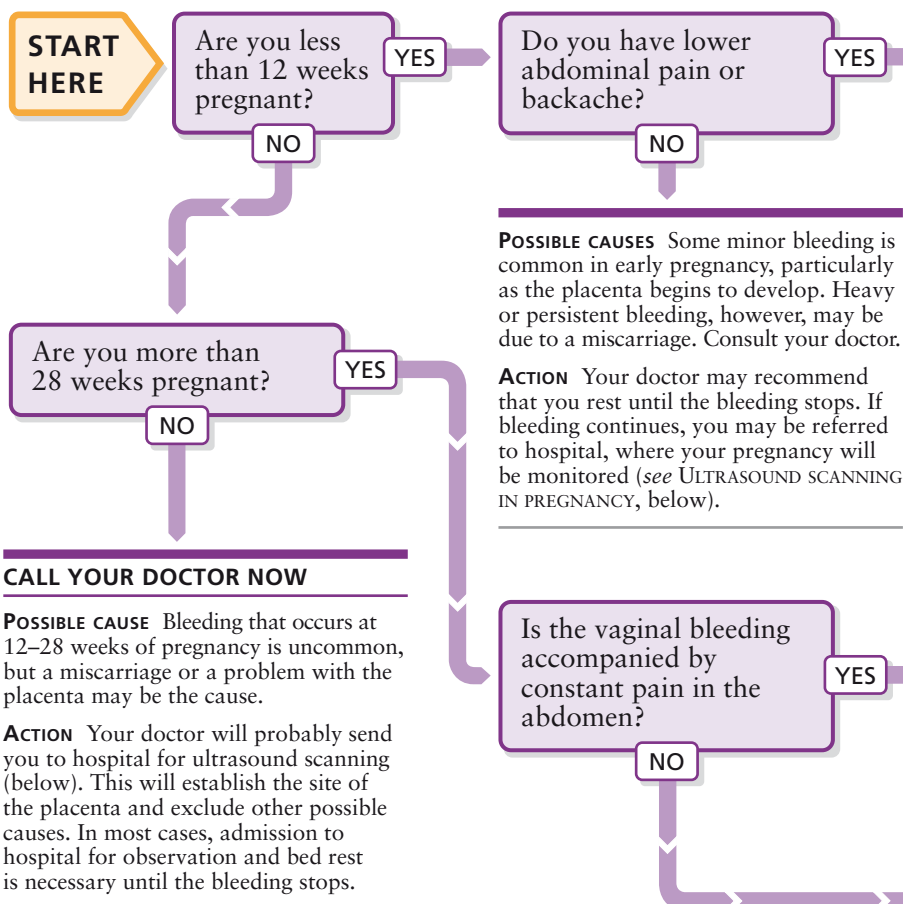 START
HERE
Are you less
than 12 weeks
pregnant?
YES
NO
Do you have lower
abdominal pain or
backache?
YES
NO
POSSIBLE CAUSES Some minor bleeding is
common in early pregnancy, particularly
as the placenta begins to develop. Heavy
or persistent bleeding, however, may be
due to a miscarriage. Consult your doctor.
ACTION Your doctor may recommend
that you rest until the bleeding stops. If
bleeding continues, you may be referred
to hospital, where your pregnancy will
be monitored (see ULTRASOUND SCANNING
IN PREGNANCY, below).
Are you more than
28 weeks pregnant?
YES
NO
CALL YOUR DOCTOR NOW
POSSIBLE CAUSE Bleeding that occurs at
12–28 weeks of pregnancy is uncommon,
but a miscarriage or a problem with the
placenta may be the cause.
ACTION Your doctor will probably send
you to hospital for ultrasound scanning
(below). This will establish the site of
the placenta and exclude other possible
causes. In most cases, admission to
hospital for observation and bed rest
is necessary until the bleeding stops.
Is the vaginal bleeding
accompanied by
constant pain in the
abdomen?
YES
NO